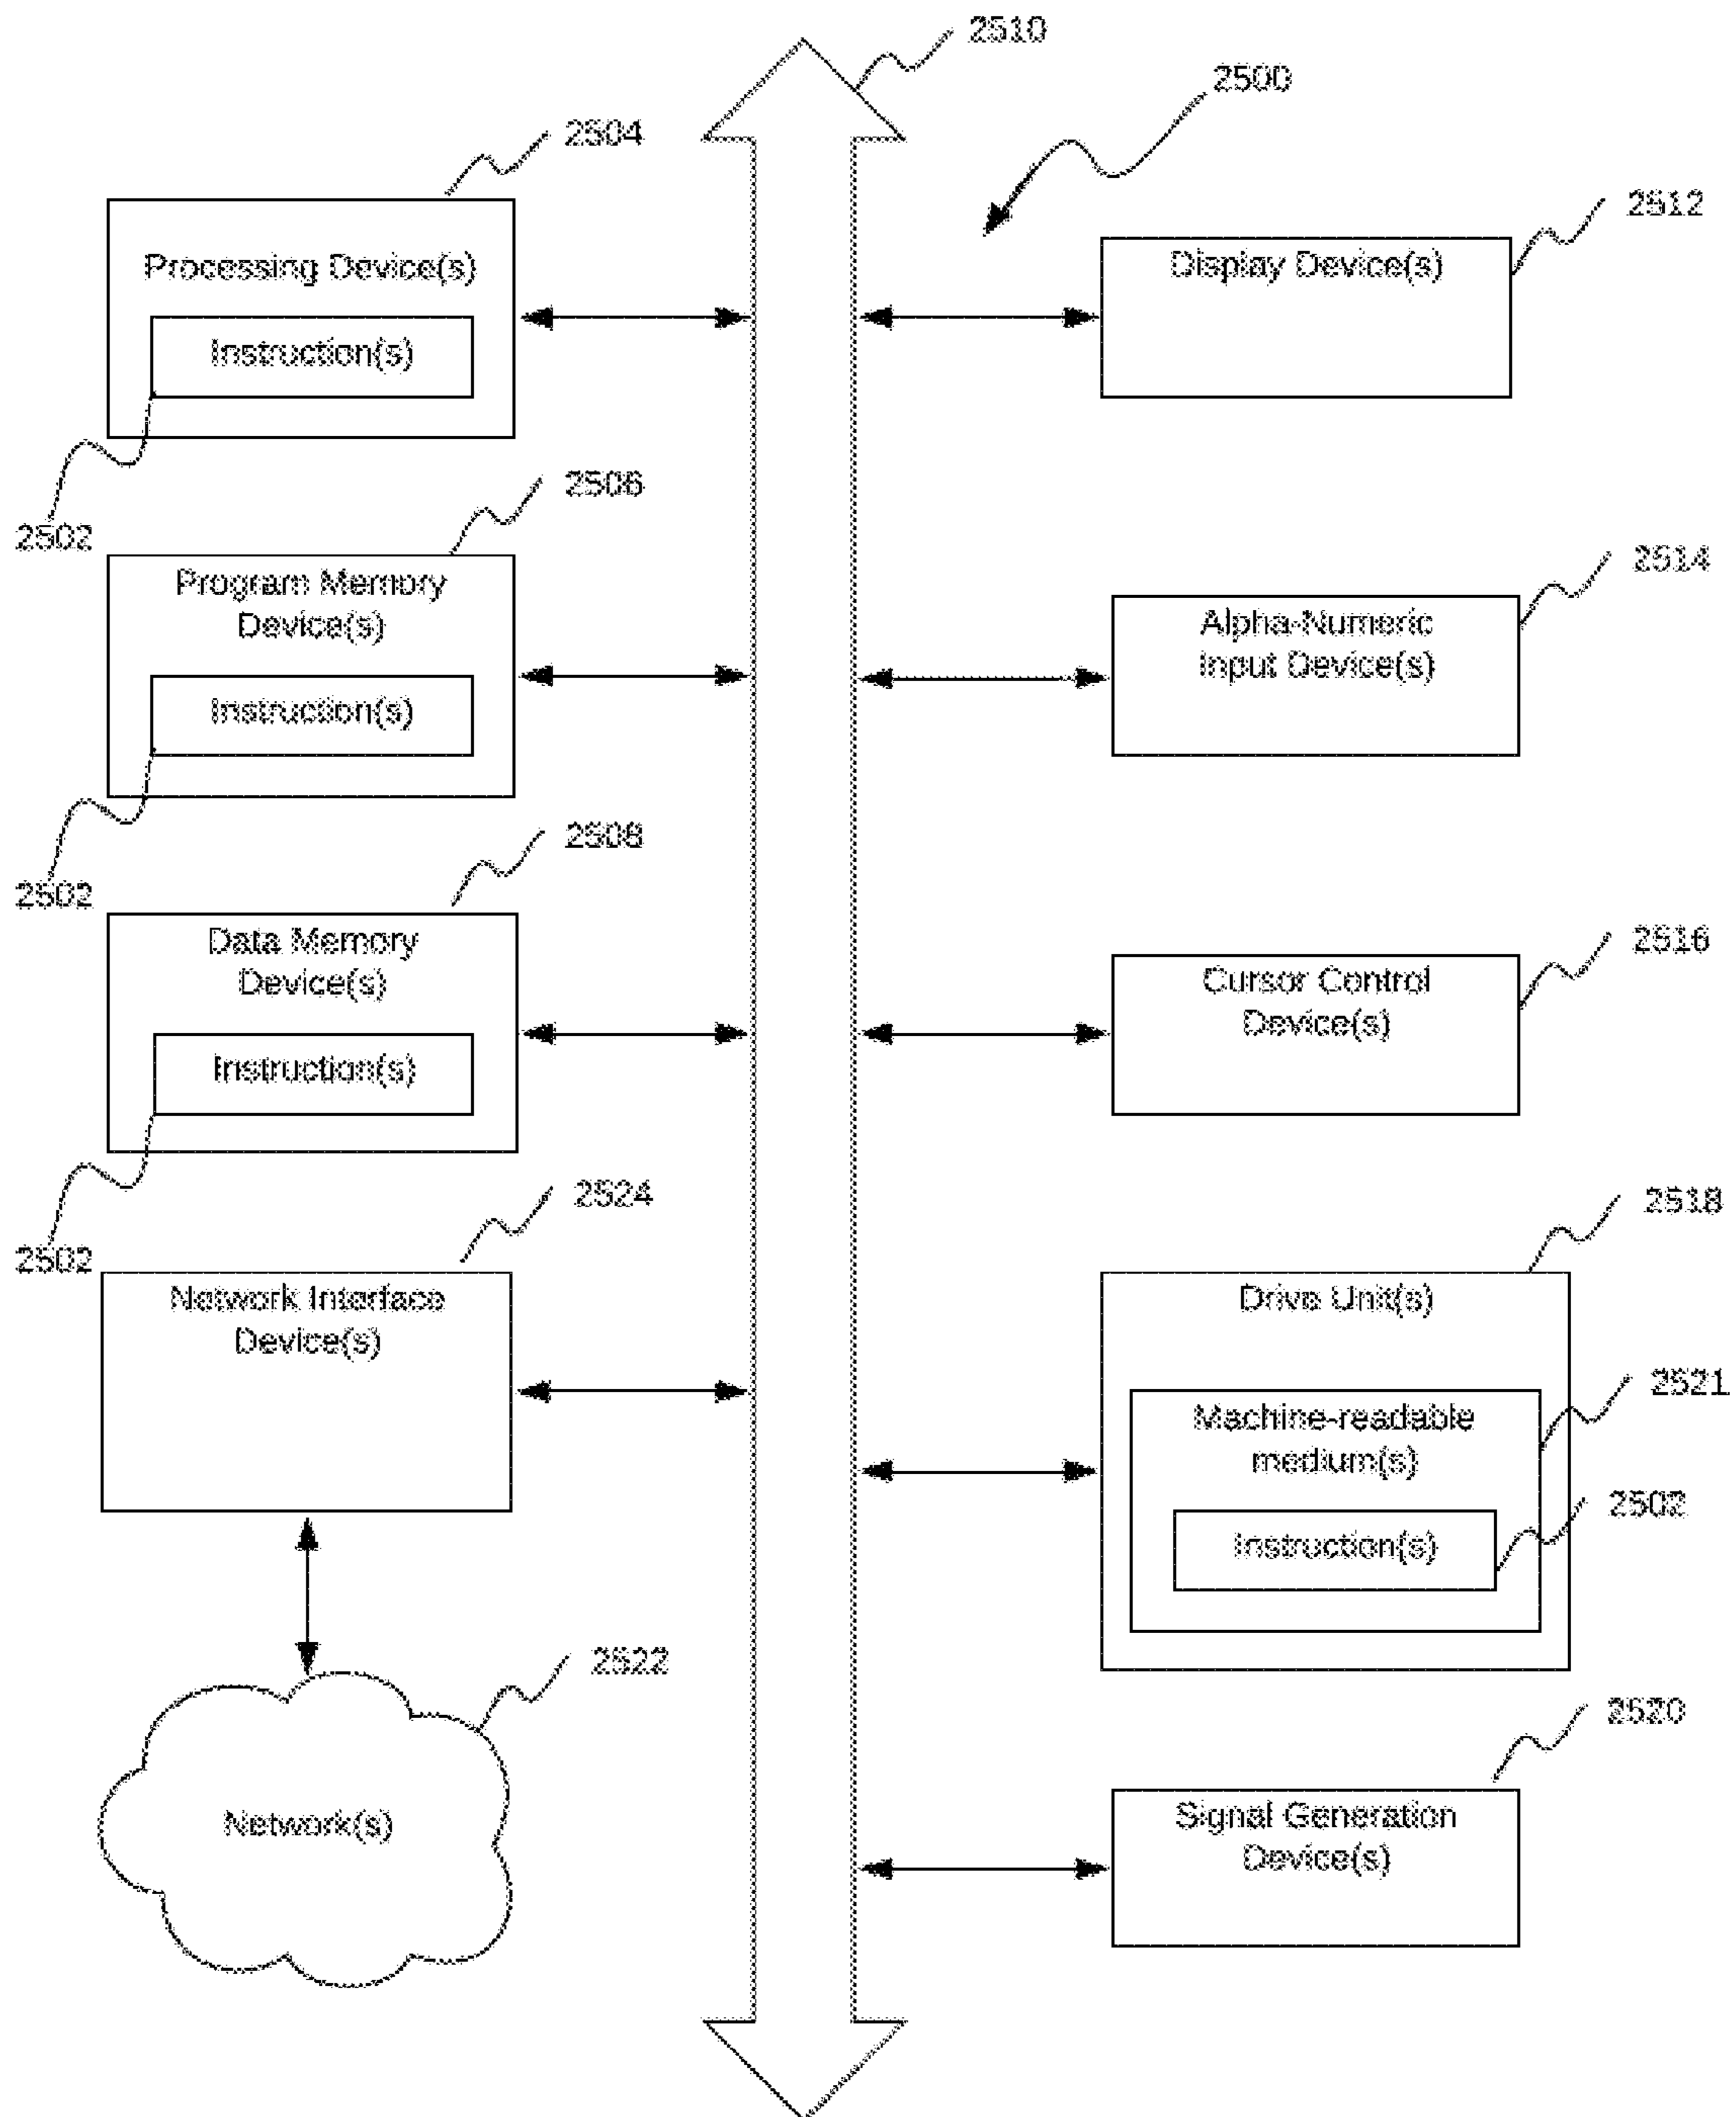 2510
2500
2504
2512
Processing Device(s)
Instruction(s)
Display Device(s)
2502
2506
2514
Program Memory
Device(s)
Instruction(s)
Alpha-Numeric
Input Device(s)
2502
2508
2516
Data Memory
Device(s)
Instruction(s)
Cursor Control
Device(s)
2502
2524
2518
Network Interface
Device(s)
Drive Unit(s)
2521
Machine-readable
medium(s)
2502
Instruction(s)
2522
2520
Network(s)
Signal Generation
Device(s)